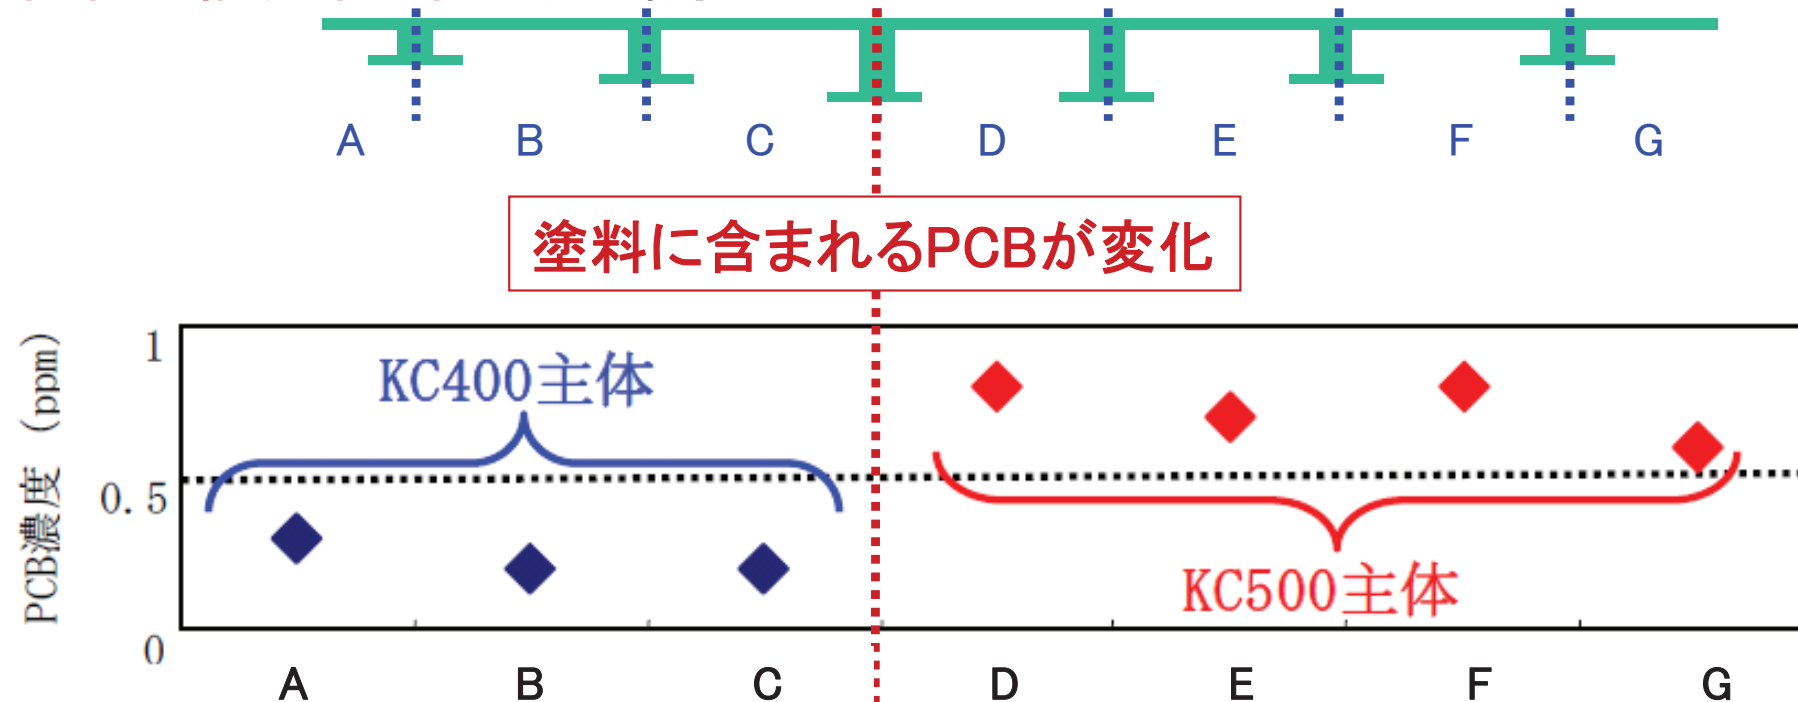 A B C D E F G
塗料に含まれるPCBが変化
PCB濃度 (ppm)
1
0.5
0
KC400主体
KC500主体
A B C D E F G